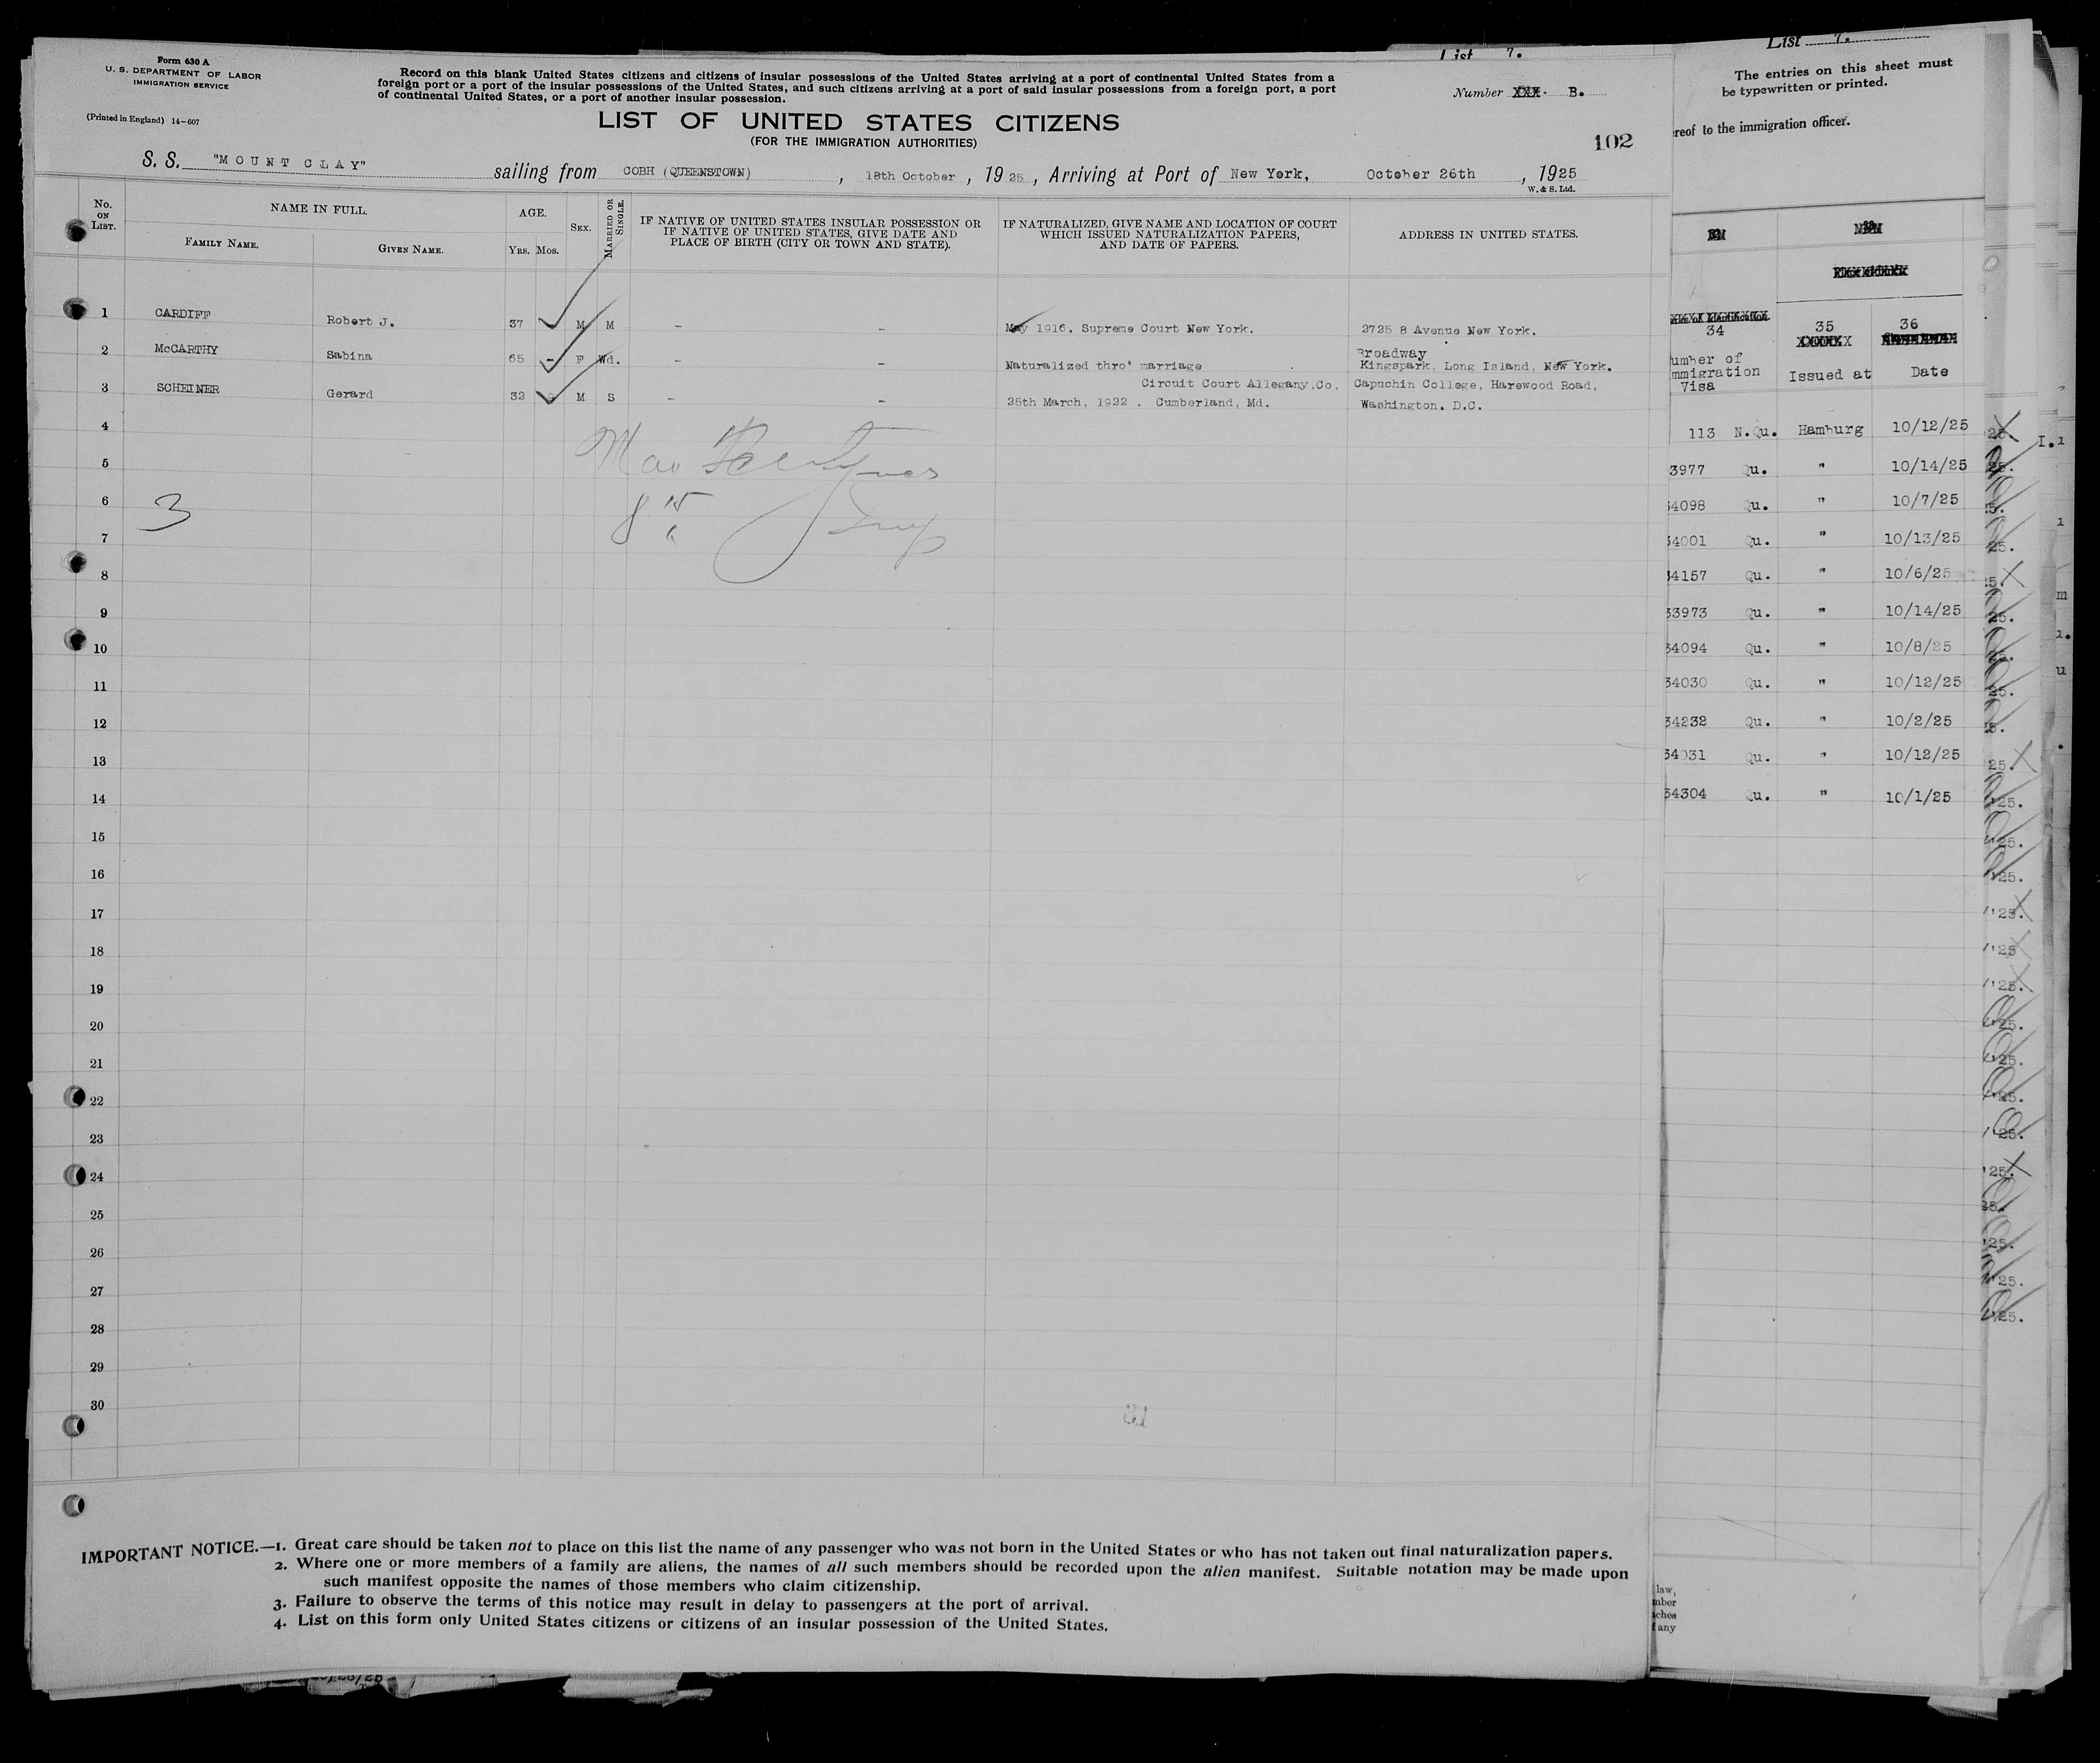 Form 630 A
U. S. DEPARTMENT OF LABOR
IMMIGRATION SERVICE
(Printed in England) 14-607
Record on this blank United States citizens and citizens of insular possessions of the United States arriving at a port of continental United States from a
foreign port or a port of the insular possessions of the United States, and such citizens arriving at a port of said insular possessions from a foreign port, a port
of continental United States, or a port of another insular possession.
List 7.
Number XXX. B.
LIST OF UNITED STATES CITIZENS
(FOR THE IMMIGRATION AUTHORITIES)
102
S. S. "MOUNT CLAY" sailing from COBH (QUEENSTOWN), 18th October, 1925, Arriving at Port of New York, October 26th, 1925
W. & S. Ltd.
No. ON LIST.
NAME IN FULL.
FAMILY NAME.
GIVEN NAME.
AGE.
YRS. MOS.
SEX.
MARRIED OR SINGLE.
IF NATIVE OF UNITED STATES INSULAR POSSESSION OR
IF NATIVE OF UNITED STATES, GIVE DATE AND
PLACE OF BIRTH (CITY OR TOWN AND STATE).
IF NATURALIZED, GIVE NAME AND LOCATION OF COURT
WHICH ISSUED NATURALIZATION PAPERS,
AND DATE OF PAPERS.
ADDRESS IN UNITED STATES.
1 CARDIFF Robert J. 37 - M M - - May 1916. Supreme Court New York. 2725 8 Avenue New York.
Broadway
2 McCARTHY Sabina 65 - F Wd. - - Naturalized thro' marriage Kingspark, Long Island, New York.
Circuit Court Allegany,Co, Capuchin College, Harewood Road,
3 SCHEINER Gerard 32 M S - - 25th March, 1922 . Cumberland, Md. Washington. D.C.
4
5
6
3
7
8
9
10
11
12
13
14
15
16
17
18
19
20
21
22
23
24
25
26
27
28
29
30
IMPORTANT NOTICE.—1. Great care should be taken not to place on this list the name of any passenger who was not born in the United States or who has not taken out final naturalization papers.
2. Where one or more members of a family are aliens, the names of all such members should be recorded upon the alien manifest. Suitable notation may be made upon
such manifest opposite the names of those members who claim citizenship.
3. Failure to observe the terms of this notice may result in delay to passengers at the port of arrival.
4. List on this form only United States citizens or citizens of an insular possession of the United States.
List 7.
The entries on this sheet must
be typewritten or printed.
reof to the immigration officer.
34 35 36
umber of
mmigration
Visa
Issued at
Date
113 N.Qu. Hamburg 10/12/25
3977 Qu. " 10/14/25
34098 Qu. " 10/7/25
34001 Qu. " 10/13/25
34157 Qu. " 10/6/25
33973 Qu. " 10/14/25
34094 Qu. " 10/8/25
34030 Qu. " 10/12/25
34232 Qu. " 10/2/25
34031 Qu. " 10/12/25
34304 Qu. " 10/1/25
law,
mber
aches
f any